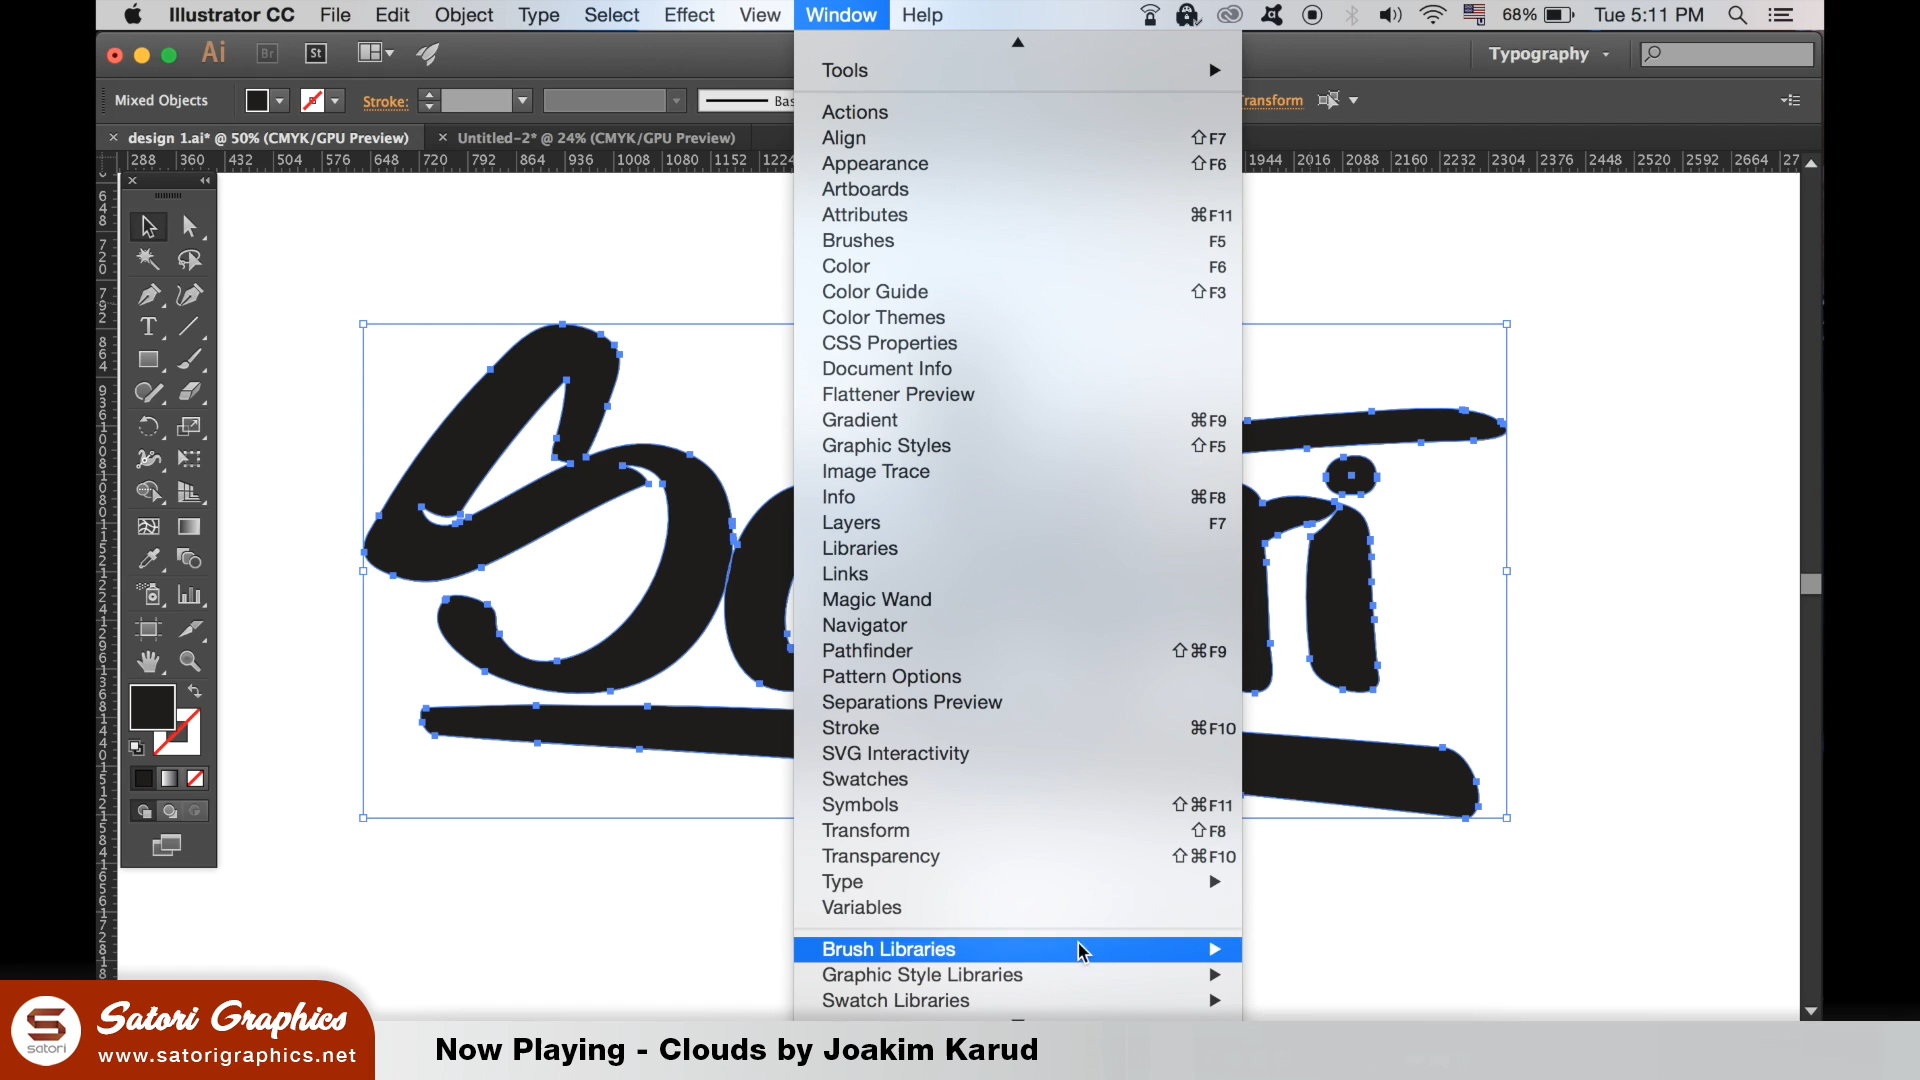 Illustrator CC File Edit Object Type Select Effect View Window Help 68% Tue 5:11 PM
Ai Br St Typography
Mixed Objects Stroke: Bas Transform
design 1.ai* @ 50% (CMYK/GPU Preview) Untitled-2* @ 24% (CMYK/GPU Preview)
288 360 432 504 576 648 720 792 864 936 1008 1080 1152 1224 1944 2016 2088 2160 2232 2304 2376 2448 2520 2592 2664 27
Tools
Actions
Align ⇧F7
Appearance ⇧F6
Artboards
Attributes ⌘F11
Brushes F5
Color F6
Color Guide ⇧F3
Color Themes
CSS Properties
Document Info
Flattener Preview
Gradient ⌘F9
Graphic Styles ⇧F5
Image Trace
Info ⌘F8
Layers F7
Libraries
Links
Magic Wand
Navigator
Pathfinder ⇧⌘F9
Pattern Options
Separations Preview
Stroke ⌘F10
SVG Interactivity
Swatches
Symbols ⇧⌘F11
Transform ⇧F8
Transparency ⇧⌘F10
Type
Variables
Brush Libraries
Graphic Style Libraries
Swatch Libraries
satori
Satori Graphics
www.satorigraphics.net
Now Playing - Clouds by Joakim Karud